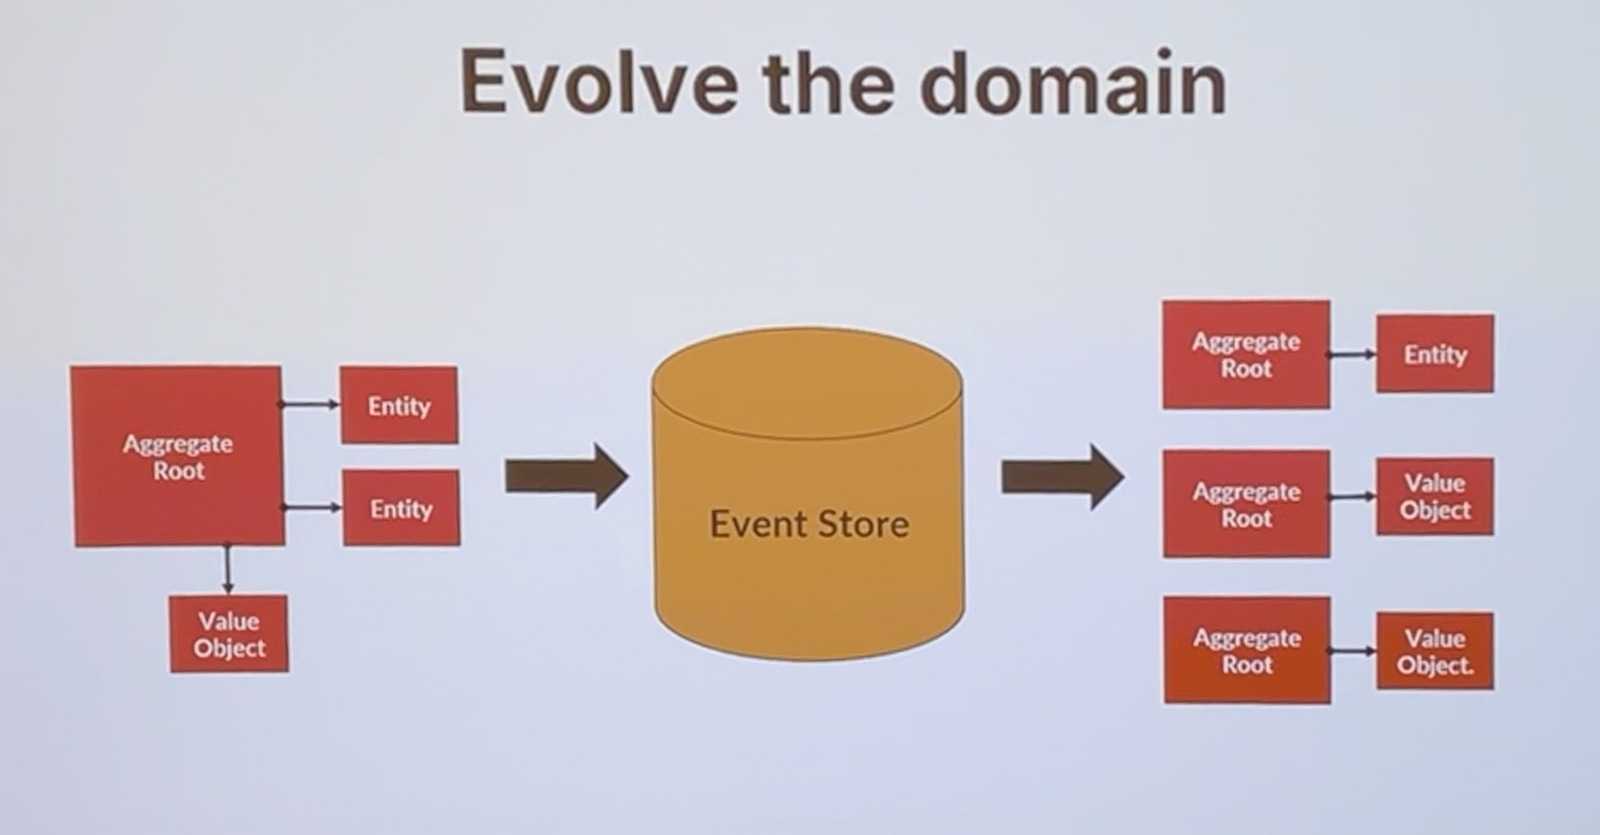 Evolve the domain
Aggregate
Root
Entity
Entity
Value
Object
Event Store
Aggregate
Root
Entity
Aggregate
Root
Value
Object
Aggregate
Root
Value
Object.